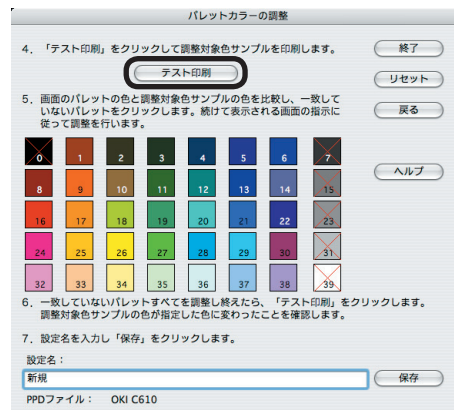 パレットカラーの調整
4. 「テスト印刷」をクリックして調整対象色サンプルを印刷します。
終了
テスト印刷
リセット
5. 画面のパレットの色と調整対象色サンプルの色を比較し、一致して
いないパレットをクリックします。続けて表示される画面の指示に
従って調整を行います。
戻る
ヘルプ
0 1 2 3 4 5 6 7
8 9 10 11 12 13 14 15
16 17 18 19 20 21 22 23
24 25 26 27 28 29 30 31
32 33 34 35 36 37 38 39
6. 一致していないパレットすべてを調整し終えたら、「テスト印刷」をクリックします。
調整対象色サンプルの色が指定した色に変わったことを確認します。
7. 設定名を入力し「保存」をクリックします。
設定名：
新規
保存
PPDファイル： OKI C610